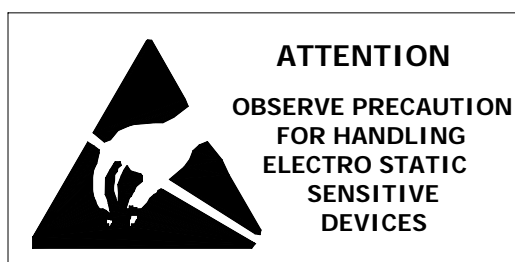 ATTENTION
OBSERVE PRECAUTION
FOR HANDLING
ELECTRO STATIC
SENSITIVE
DEVICES